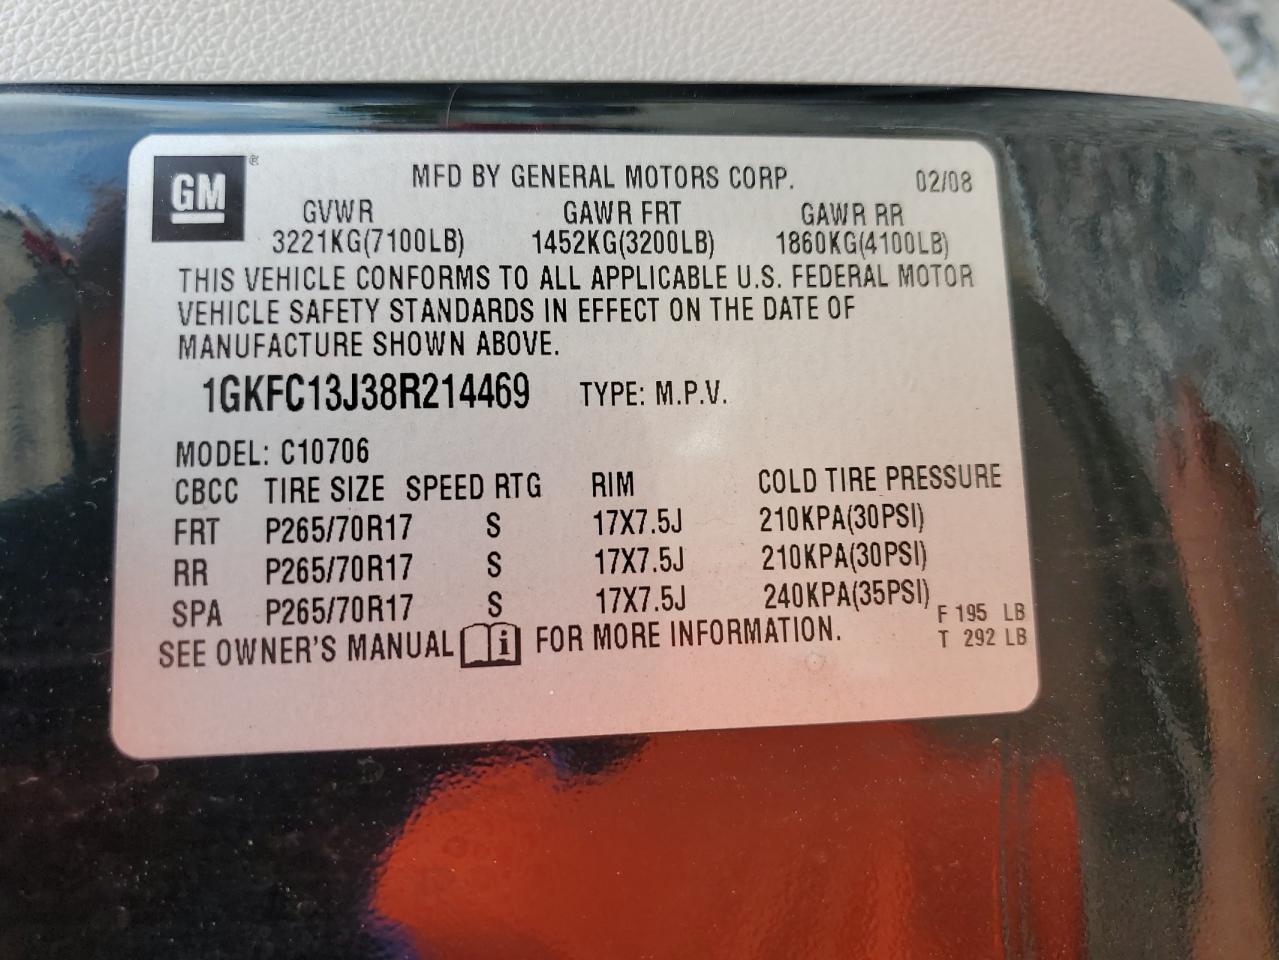 GM ®
MFD BY GENERAL MOTORS CORP. 02/08
GVWR GAWR FRT GAWR RR
3221KG(7100LB) 1452KG(3200LB) 1860KG(4100LB)
THIS VEHICLE CONFORMS TO ALL APPLICABLE U.S. FEDERAL MOTOR
VEHICLE SAFETY STANDARDS IN EFFECT ON THE DATE OF
MANUFACTURE SHOWN ABOVE.
1GKFC13J38R214469 TYPE: M.P.V.
MODEL: C10706
CBCC TIRE SIZE SPEED RTG RIM COLD TIRE PRESSURE
FRT P265/70R17 S 17X7.5J 210KPA(30PSI)
RR P265/70R17 S 17X7.5J 210KPA(30PSI)
SPA P265/70R17 S 17X7.5J 240KPA(35PSI)
F 195 LB
SEE OWNER'S MANUAL i FOR MORE INFORMATION. T 292 LB